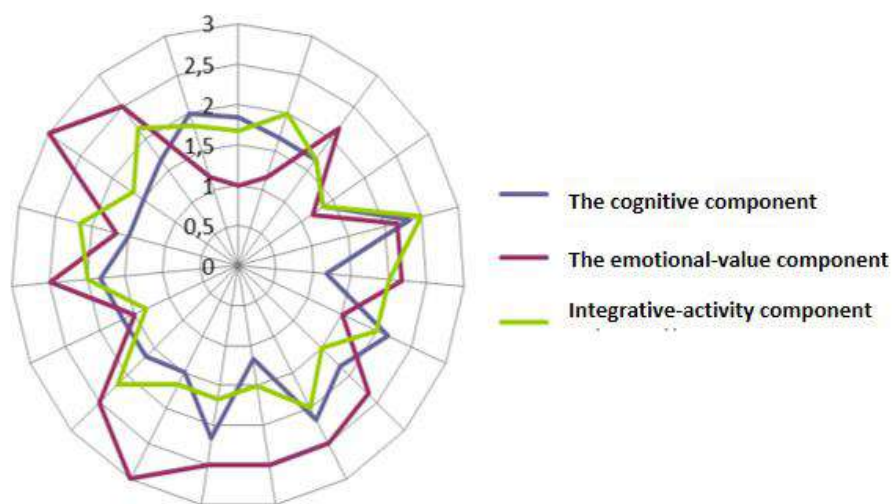 3
2,5
2
1,5
1
0,5
0
The cognitive component
The emotional-value component
Integrative-activity component